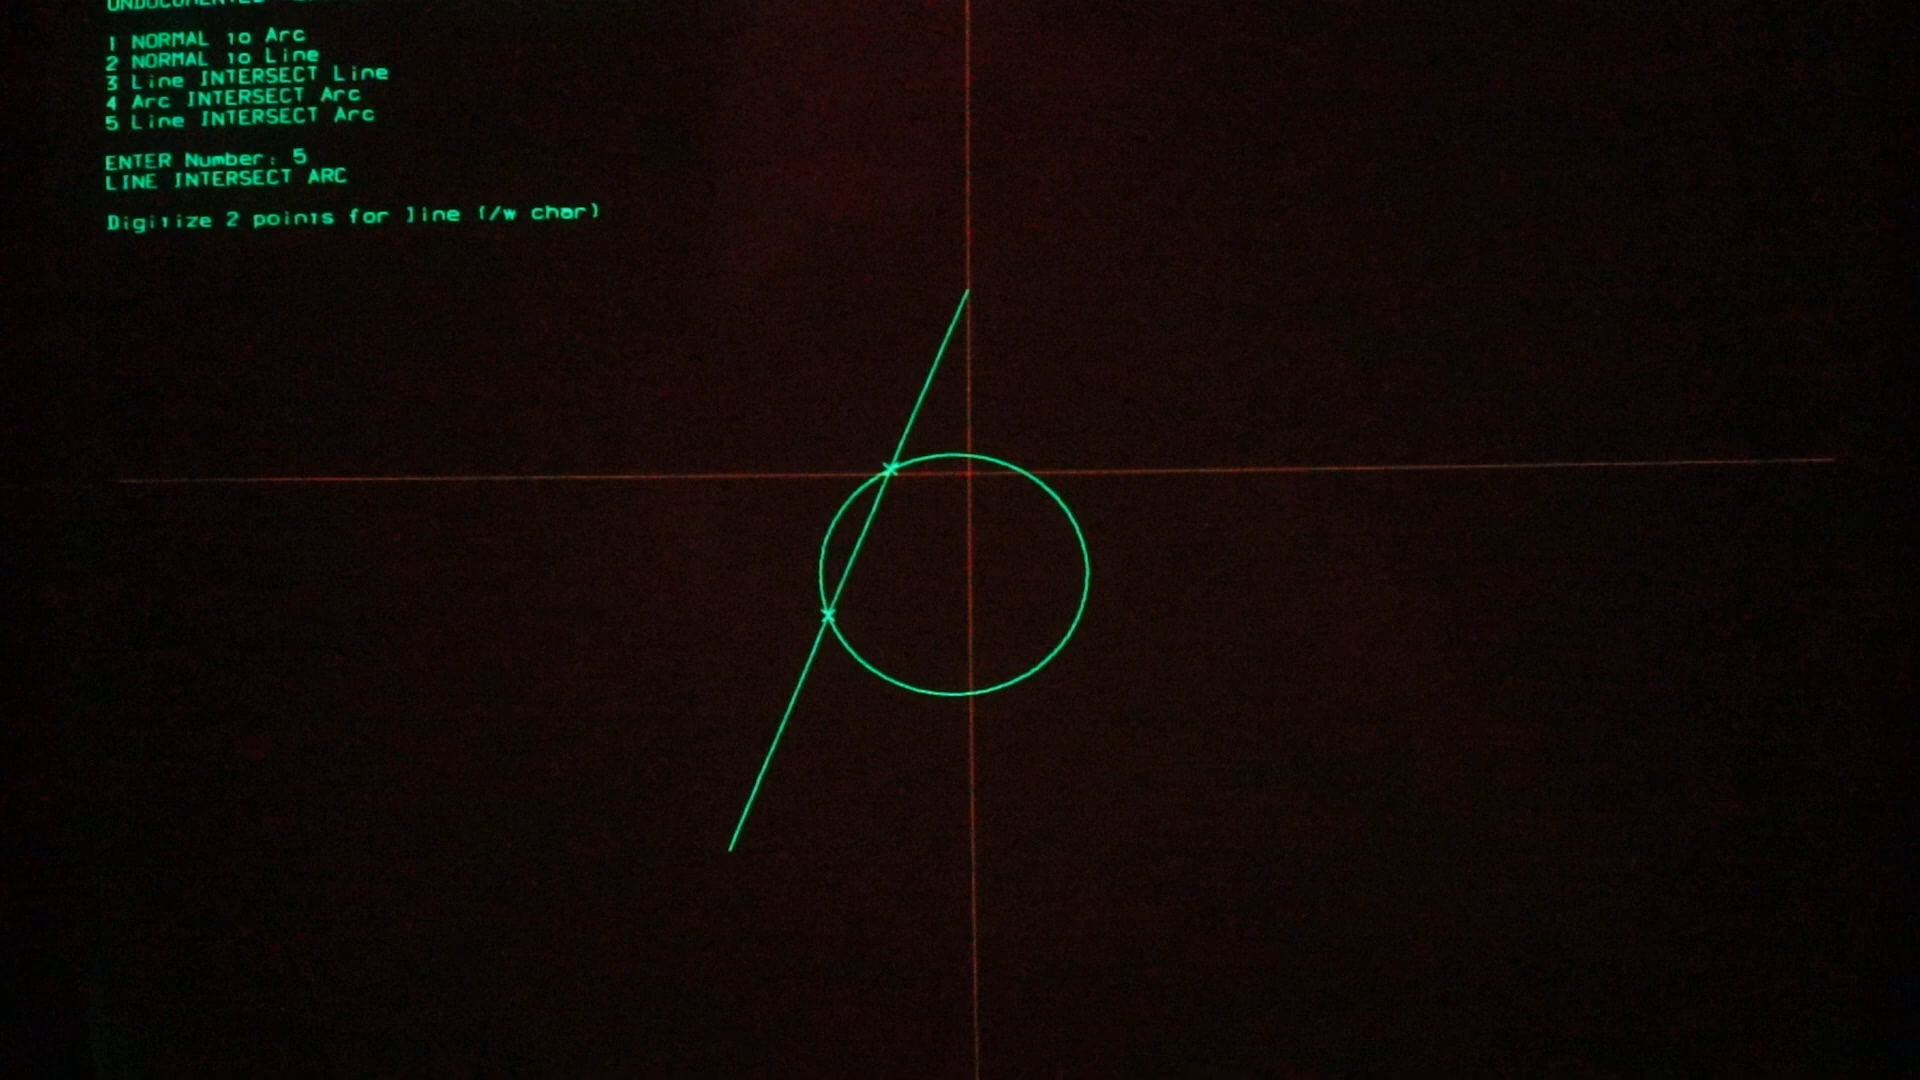 UNDOCUMENTED
1 NORMAL to Arc
2 NORMAL to Line
3 Line INTERSECT Line
4 Arc INTERSECT Arc
5 Line INTERSECT Arc
ENTER Number: 5
LINE INTERSECT ARC
Digitize 2 points for line (/w char)